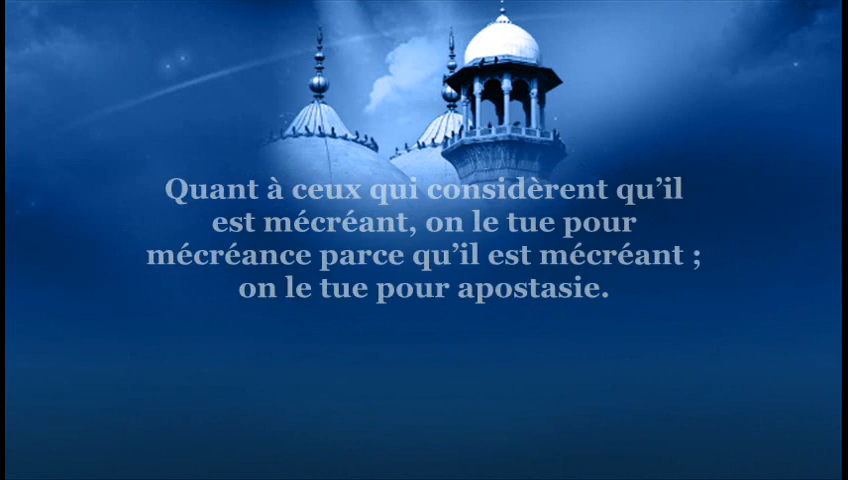 Quant à ceux qui considèrent qu’il
est mécréant, on le tue pour
mécréance parce qu’il est mécréant ;
on le tue pour apostasie.